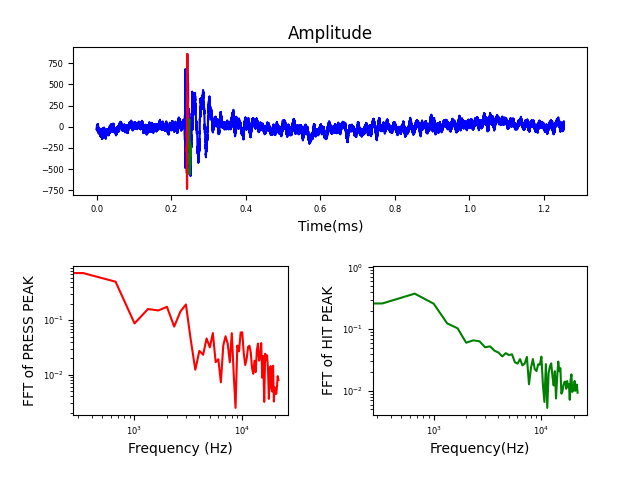 Amplitude
750
500
250
0
−250
−500
−750
0.0 0.2 0.4 0.6 0.8 1.0 1.2
Time(ms)
FFT of PRESS PEAK
10⁻¹
10⁻²
10³ 10⁴
Frequency (Hz)
FFT of HIT PEAK
10⁰
10⁻¹
10⁻²
10³ 10⁴
Frequency(Hz)